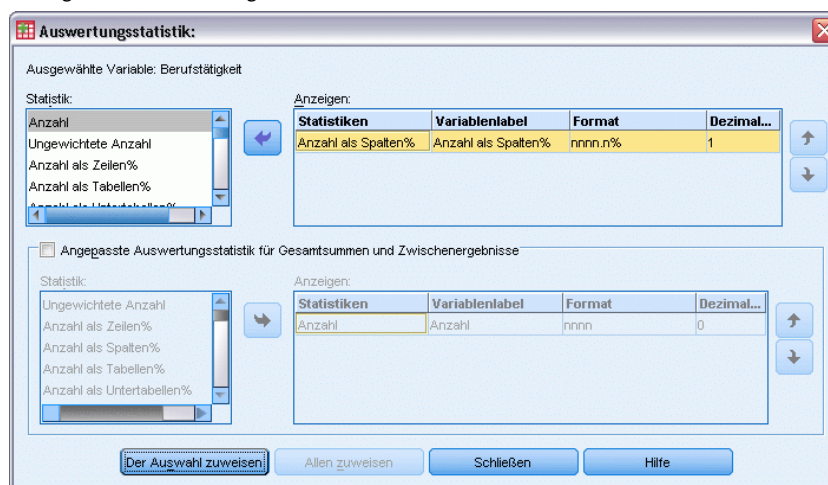 Auswertungsstatistik:
Ausgewählte Variable: Berufstätigkeit
Statistik:
Anzeigen:
Anzahl
Ungewichtete Anzahl
Anzahl als Zeilen%
Anzahl als Tabellen%
Statistiken Variablenlabel Format Dezimal...
Anzahl als Spalten% Anzahl als Spalten% nnnn.n% 1
Angepasste Auswertungsstatistik für Gesamtsummen und Zwischenergebnisse
Statistik:
Anzeigen:
Ungewichtete Anzahl
Anzahl als Zeilen%
Anzahl als Spalten%
Anzahl als Tabellen%
Anzahl als Untertabellen%
Statistiken Variablenlabel Format Dezimal...
Anzahl Anzahl nnnn 0
Der Auswahl zuweisen Allen zuweisen Schließen Hilfe